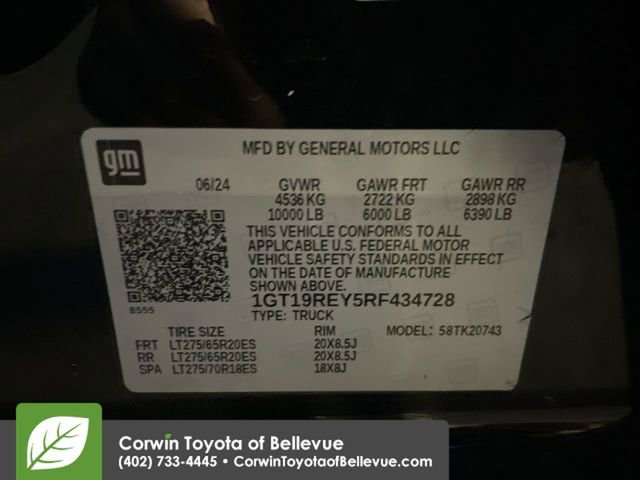 gm
MFD BY GENERAL MOTORS LLC
06/24 GVWR GAWR FRT GAWR RR
4536 KG 2722 KG 2898 KG
10000 LB 6000 LB 6390 LB
THIS VEHICLE CONFORMS TO ALL
APPLICABLE U.S. FEDERAL MOTOR
VEHICLE SAFETY STANDARDS IN EFFECT
ON THE DATE OF MANUFACTURE
SHOWN ABOVE.
8555
1GT19REY5RF434728
TYPE: TRUCK
TIRE SIZE RIM MODEL: 58TK20743
FRT LT275/65R20ES 20X8.5J
RR LT275/65R20ES 20X8.5J
SPA LT275/70R18ES 18X8J
Corwin Toyota of Bellevue
(402) 733-4445 • CorwinToyotaofBellevue.com